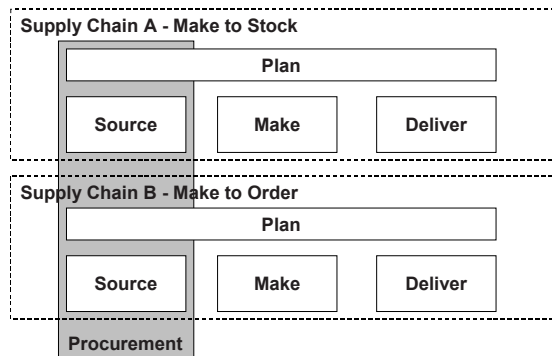 Supply Chain A - Make to Stock
Plan
Source Make Deliver
Supply Chain B - Make to Order
Plan
Source Make Deliver
Procurement